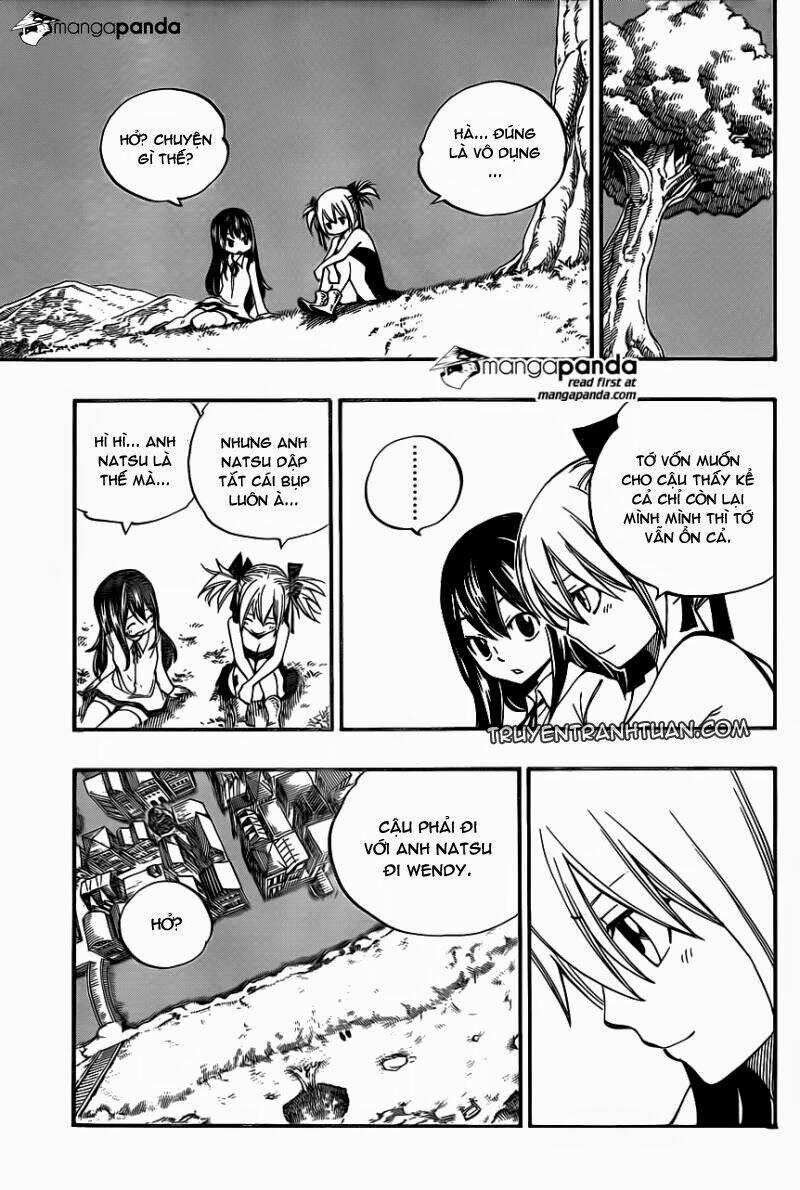 mangapanda
HÀ... ĐÚNG
LÀ VÔ DỤNG
...
HỞ? CHUYỆN
GÌ THẾ?
mangapanda
read first at
mangapanda.com
TỚ VỐN MUỐN
CHO CẬU THẤY KỂ
CẢ CHỈ CÒN LẠI
MÌNH MÌNH THÌ TỚ
VẪN ỔN CẢ.
.........
NHƯNG ANH
NATSU DẬP
TẮT CÁI BỤP
LUÔN À...
HÌ HÌ... ANH
NATSU LÀ
THẾ MÀ...
TRUYENTRANHTUAN.COM
CẬU PHẢI ĐI
VỚI ANH NATSU
ĐI WENDY.
HỞ?